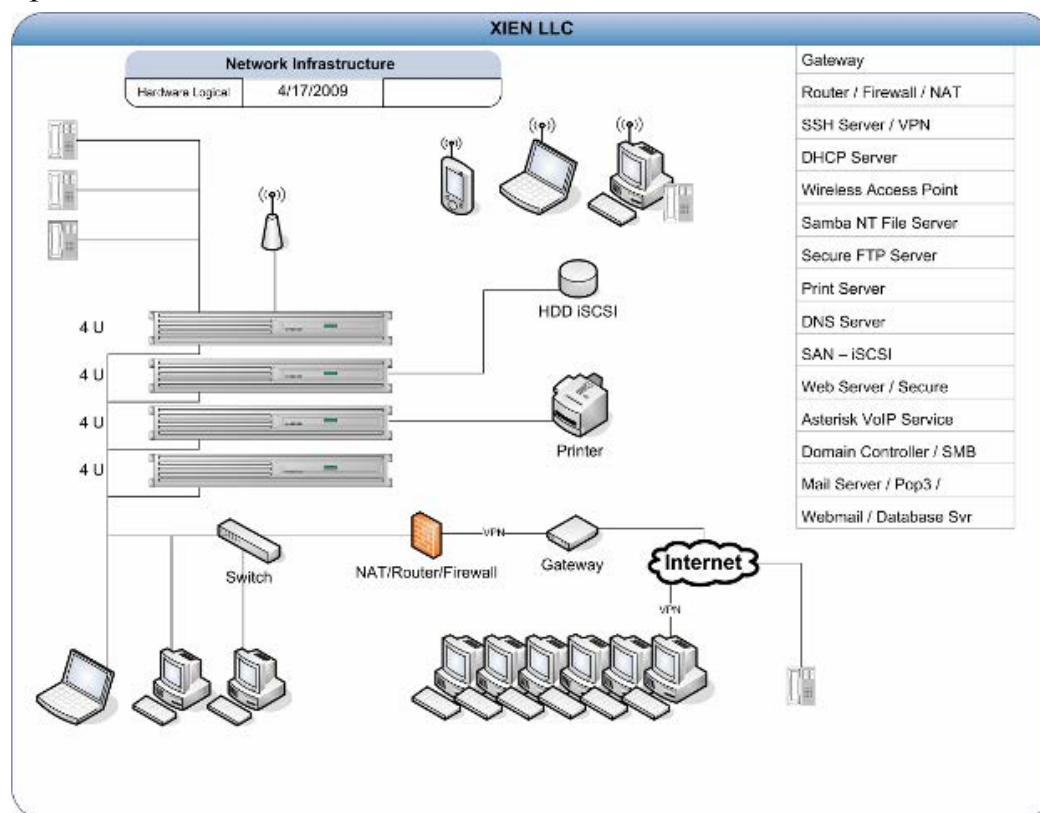 XIEN LLC
Network Infrastructure
Hardware Logical
4/17/2009
Gateway
Router / Firewall / NAT
SSH Server / VPN
DHCP Server
Wireless Access Point
Samba NT File Server
Secure FTP Server
Print Server
DNS Server
SAN – iSCSI
Web Server / Secure
Asterisk VoIP Service
Domain Controller / SMB
Mail Server / Pop3 /
Webmail / Database Svr
HDD iSCSI
4 U
4 U
4 U
4 U
Printer
Switch
NAT/Router/Firewall
VPN
Gateway
Internet
VPN